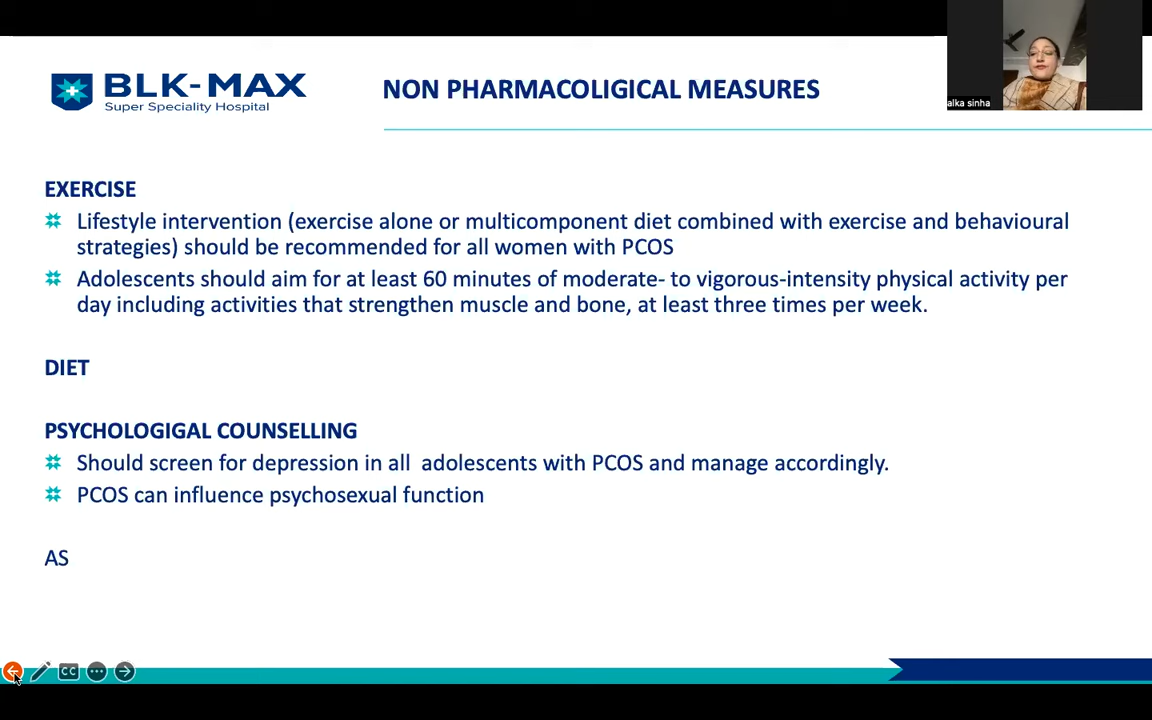 BLK-MAX
Super Speciality Hospital
NON PHARMACOLIGICAL MEASURES
alka sinha
EXERCISE
Lifestyle intervention (exercise alone or multicomponent diet combined with exercise and behavioural
strategies) should be recommended for all women with PCOS
Adolescents should aim for at least 60 minutes of moderate- to vigorous-intensity physical activity per
day including activities that strengthen muscle and bone, at least three times per week.
DIET
PSYCHOLOGIGAL COUNSELLING
Should screen for depression in all adolescents with PCOS and manage accordingly.
PCOS can influence psychosexual function
AS
CC